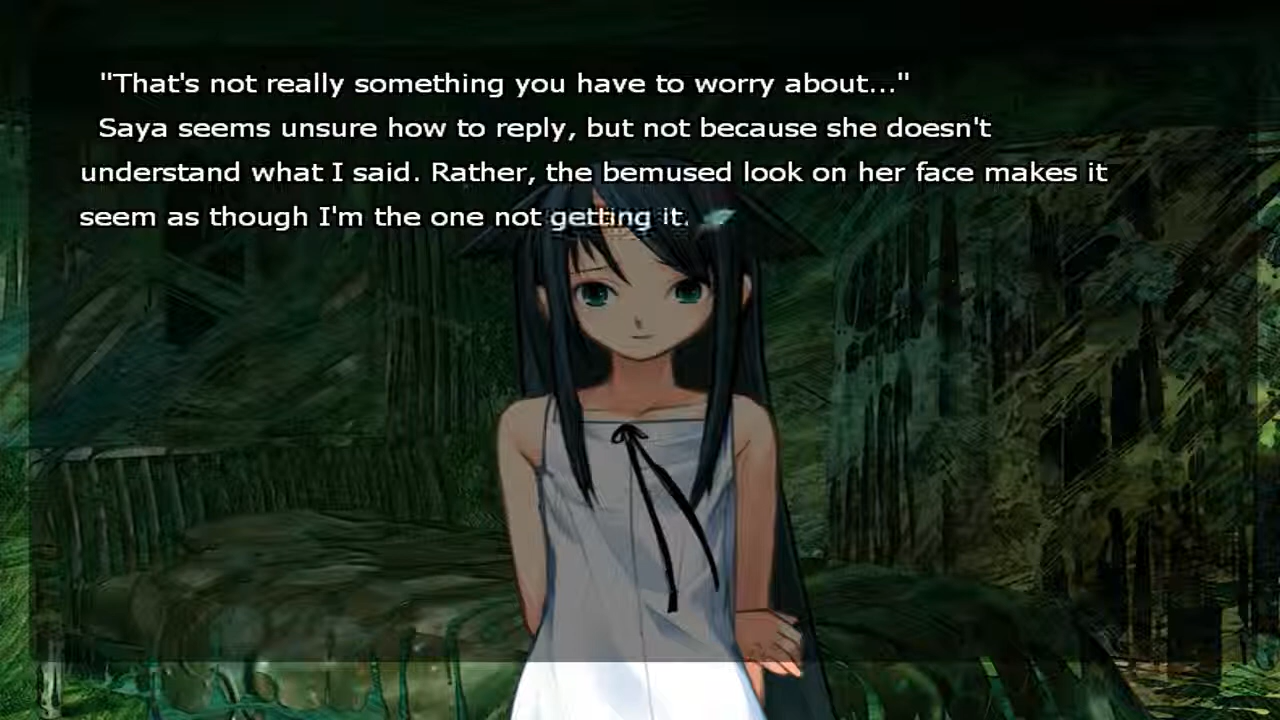 "That's not really something you have to worry about..."
Saya seems unsure how to reply, but not because she doesn't
understand what I said. Rather, the bemused look on her face makes it
seem as though I'm the one not getting it.